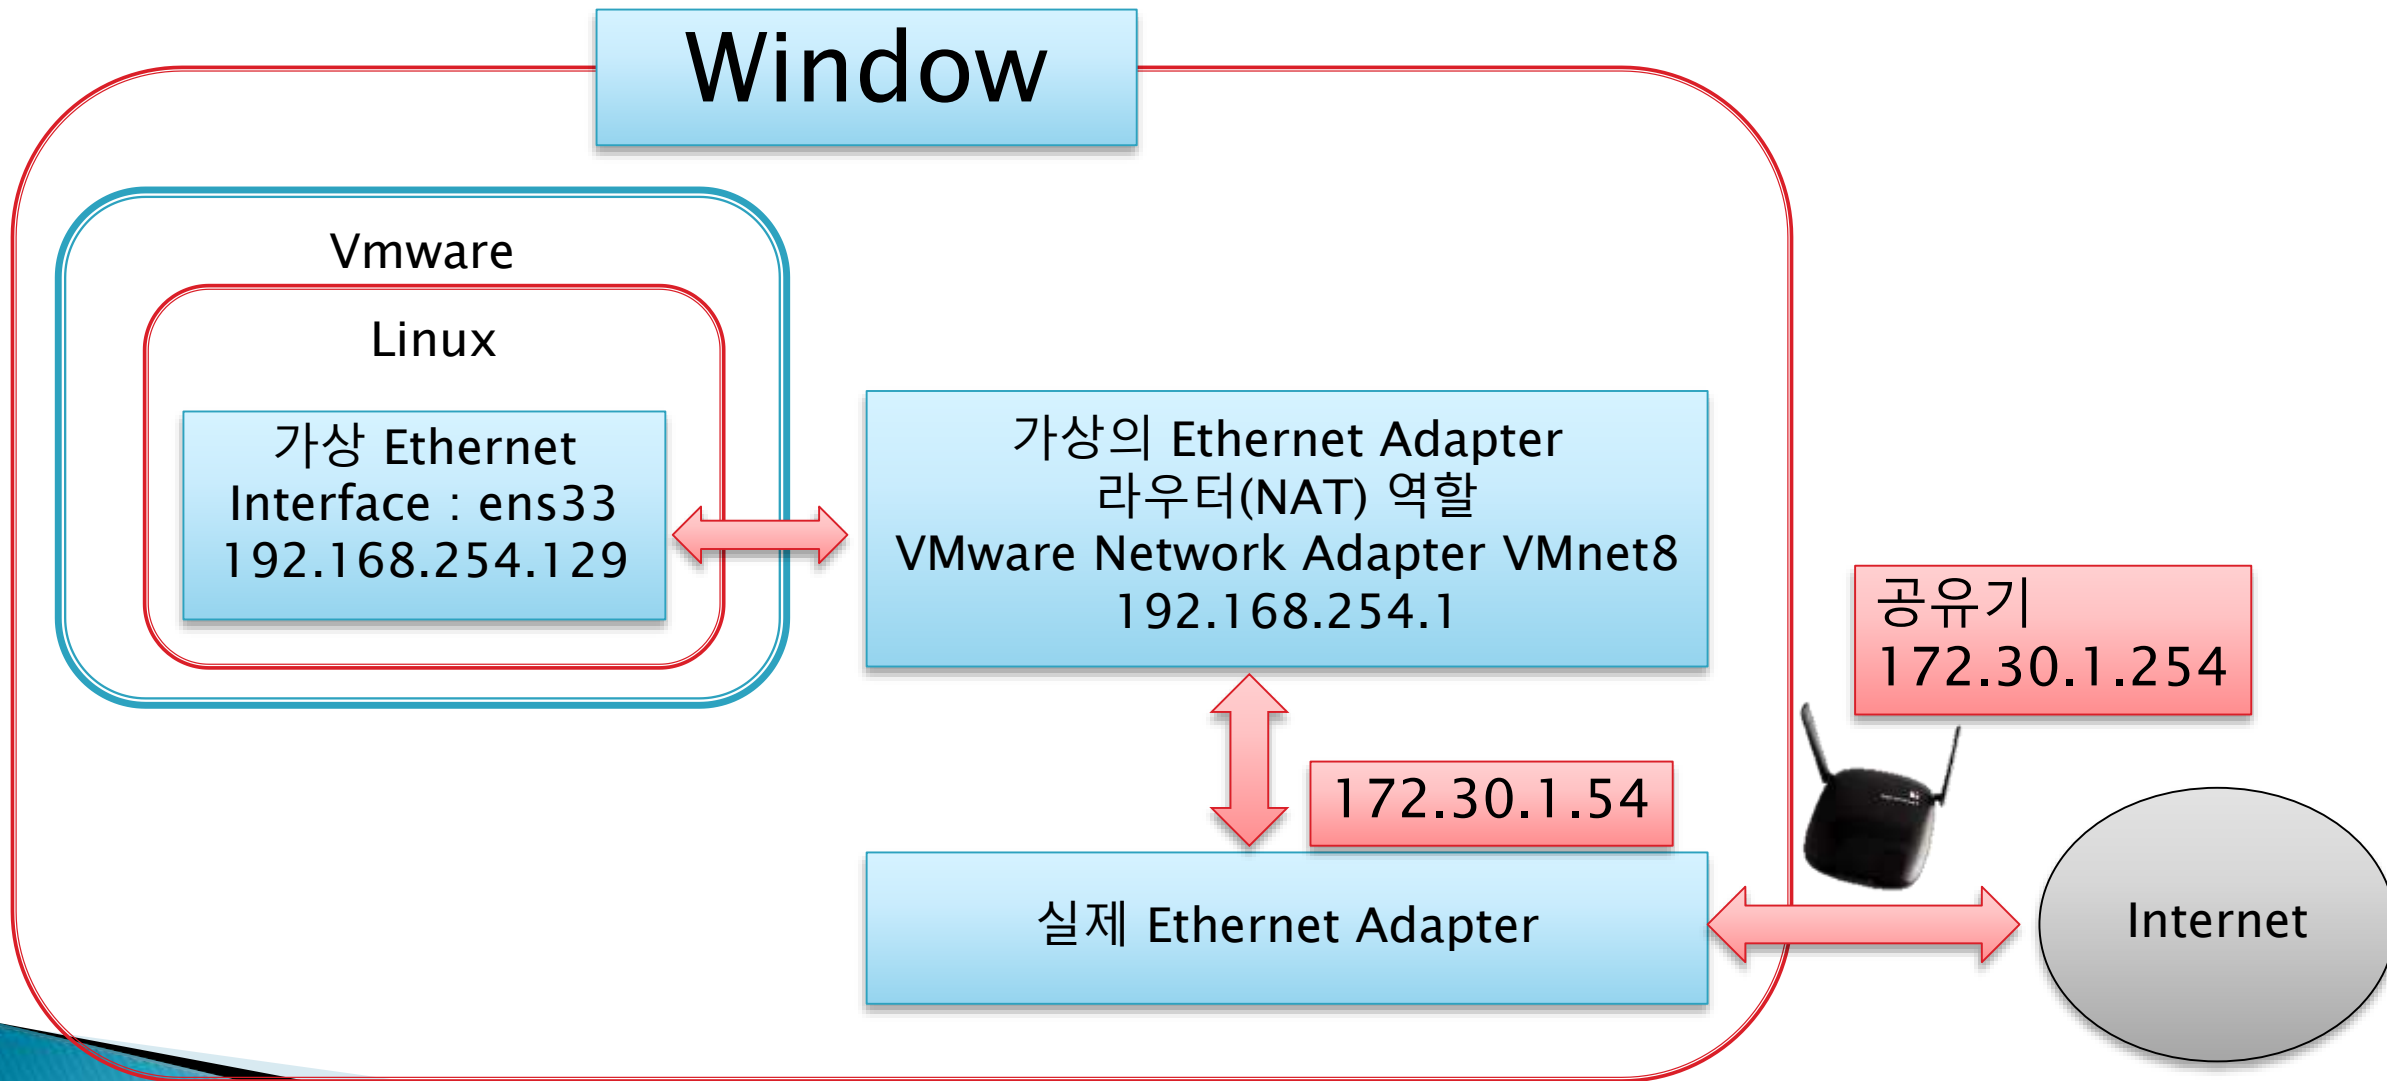 Window
Vmware
Linux
가상 Ethernet
Interface : ens33
192.168.254.129
가상의 Ethernet Adapter
라우터(NAT) 역할
VMware Network Adapter VMnet8
192.168.254.1
공유기
172.30.1.254
172.30.1.54
실제 Ethernet Adapter
Internet